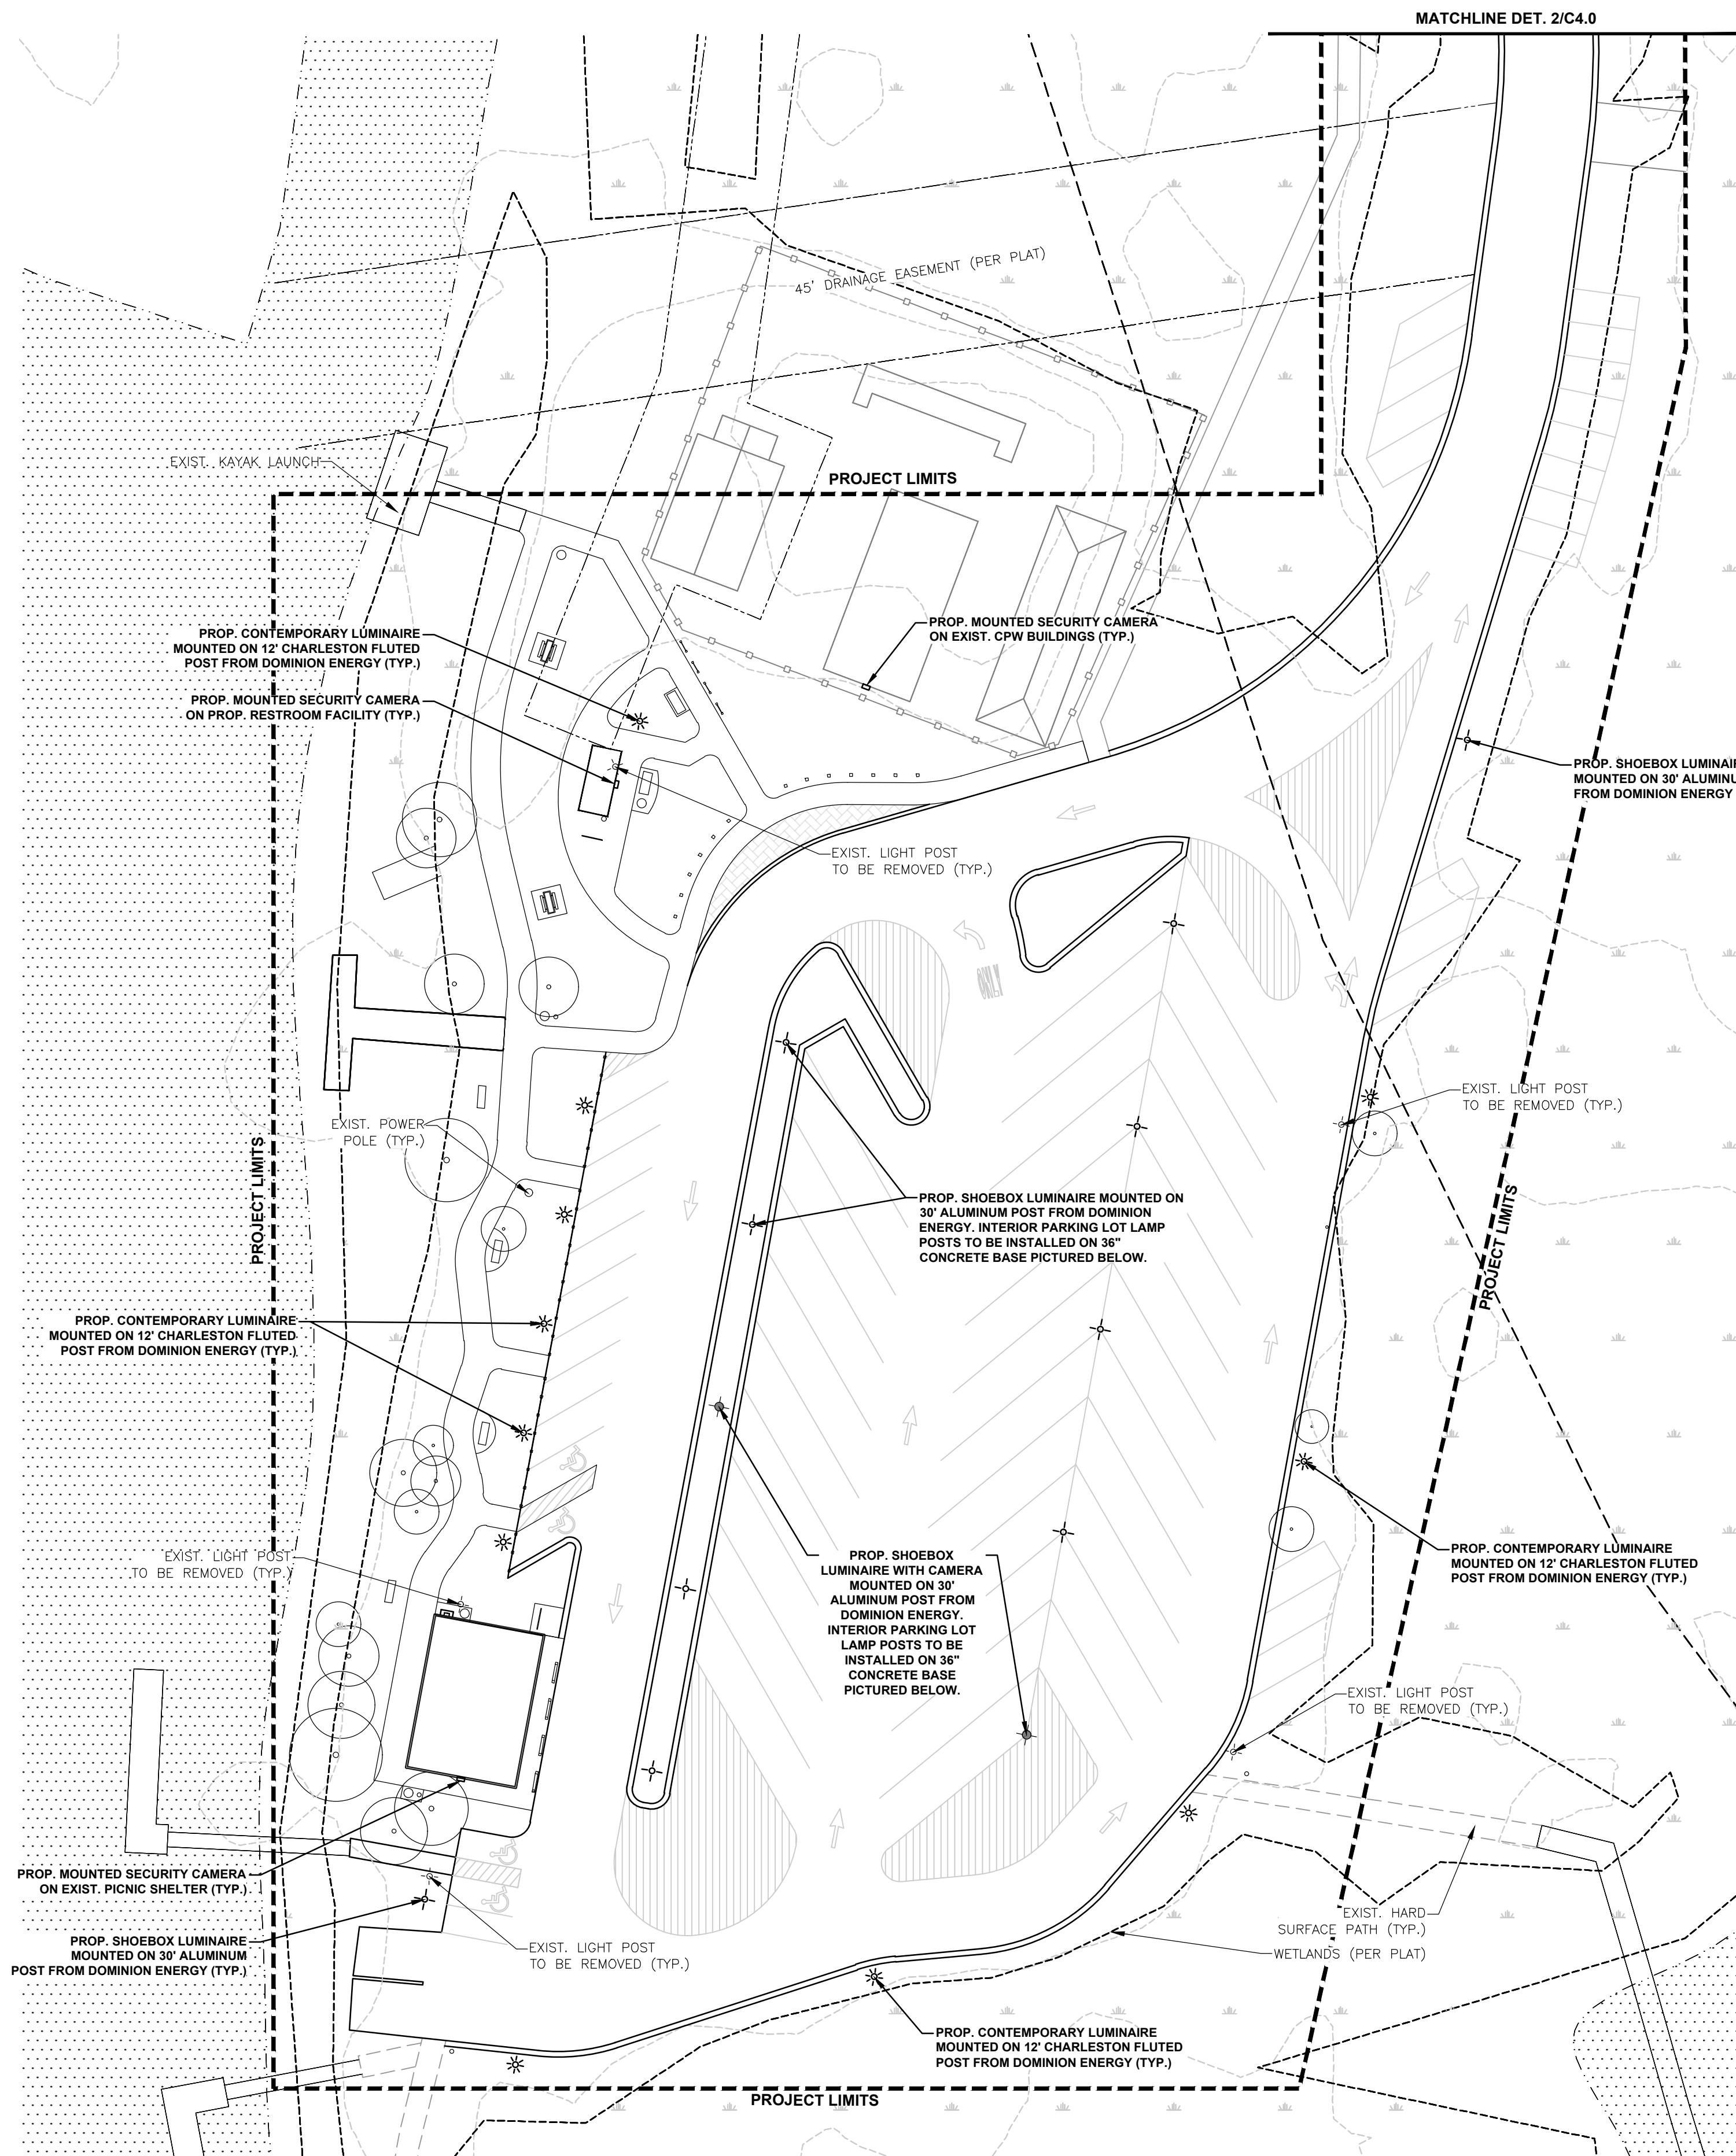 MATCHLINE DET. 2/C4.0
45' DRAINAGE EASEMENT (PER PLAT)
EXIST. KAYAK LAUNCH
PROJECT LIMITS
PROP. CONTEMPORARY LUMINAIRE
MOUNTED ON 12' CHARLESTON FLUTED
POST FROM DOMINION ENERGY (TYP.)
PROP. MOUNTED SECURITY CAMERA
ON EXIST. CPW BUILDINGS (TYP.)
PROP. MOUNTED SECURITY CAMERA
ON PROP. RESTROOM FACILITY (TYP.)
PROP. SHOEBOX LUMINAIR
MOUNTED ON 30' ALUMINU
FROM DOMINION ENERGY
EXIST. LIGHT POST
TO BE REMOVED (TYP.)
ONLY
EXIST. LIGHT POST
TO BE REMOVED (TYP.)
EXIST. POWER
POLE (TYP.)
PROJECT LIMITS
PROP. SHOEBOX LUMINAIRE MOUNTED ON
30' ALUMINUM POST FROM DOMINION
ENERGY. INTERIOR PARKING LOT LAMP
POSTS TO BE INSTALLED ON 36"
CONCRETE BASE PICTURED BELOW.
PROJECT LIMITS
PROP. CONTEMPORARY LUMINAIRE
MOUNTED ON 12' CHARLESTON FLUTED
POST FROM DOMINION ENERGY (TYP.)
EXIST. LIGHT POST
TO BE REMOVED (TYP.)
PROP. SHOEBOX
LUMINAIRE WITH CAMERA
MOUNTED ON 30'
ALUMINUM POST FROM
DOMINION ENERGY.
INTERIOR PARKING LOT
LAMP POSTS TO BE
INSTALLED ON 36"
CONCRETE BASE
PICTURED BELOW.
PROP. CONTEMPORARY LUMINAIRE
MOUNTED ON 12' CHARLESTON FLUTED
POST FROM DOMINION ENERGY (TYP.)
EXIST. LIGHT POST
TO BE REMOVED (TYP.)
PROP. MOUNTED SECURITY CAMERA
ON EXIST. PICNIC SHELTER (TYP.)
PROP. SHOEBOX LUMINAIRE
MOUNTED ON 30' ALUMINUM
POST FROM DOMINION ENERGY (TYP.)
EXIST. LIGHT POST
TO BE REMOVED (TYP.)
EXIST. HARD
SURFACE PATH (TYP.)
WETLANDS (PER PLAT)
PROP. CONTEMPORARY LUMINAIRE
MOUNTED ON 12' CHARLESTON FLUTED
POST FROM DOMINION ENERGY (TYP.)
PROJECT LIMITS